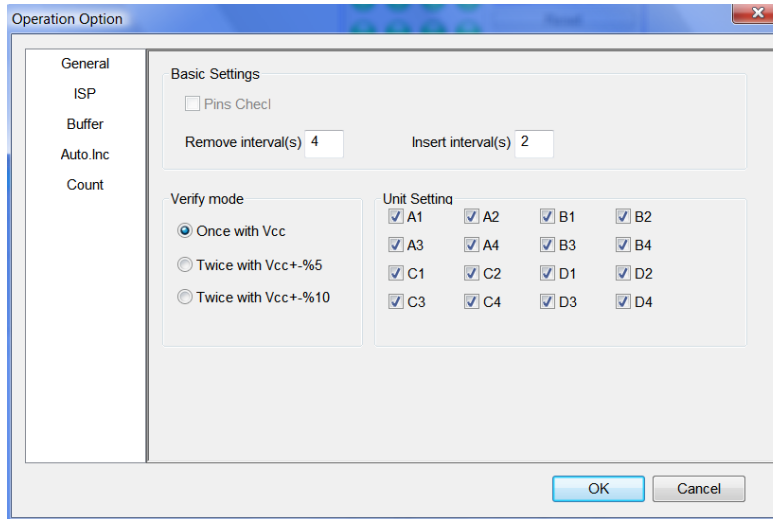 Operation Option
General
ISP
Buffer
Auto.Inc
Count
Basic Settings
Pins Checl
Remove interval(s) 4 Insert interval(s) 2
Verify mode
Once with Vcc
Twice with Vcc+-%5
Twice with Vcc+-%10
Unit Setting
A1 A2 B1 B2
A3 A4 B3 B4
C1 C2 D1 D2
C3 C4 D3 D4
OK Cancel